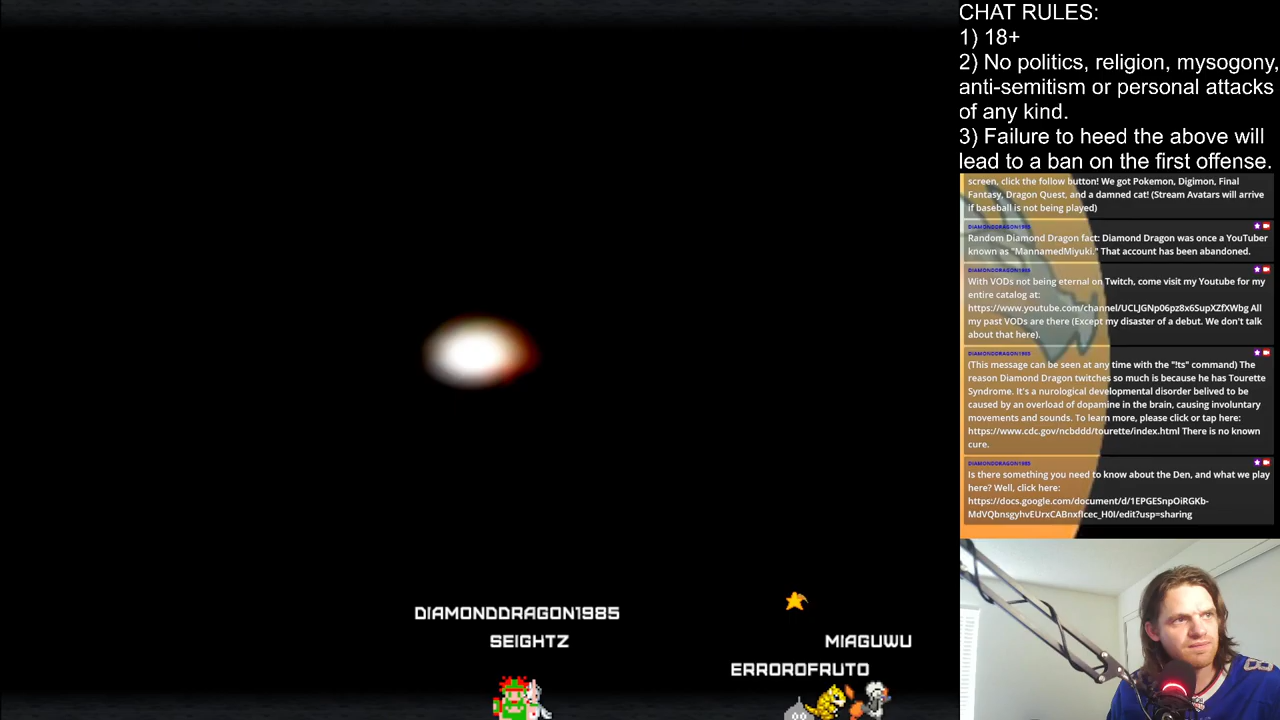 CHAT RULES:
1) 18+
2) No politics, religion, mysogony,
anti-semitism or personal attacks
of any kind.
3) Failure to heed the above will
lead to a ban on the first offense.
screen, click the follow button! We got Pokemon, Digimon, Final
Fantasy, Dragon Quest, and a damned cat! (Stream Avatars will arrive
if baseball is not being played)
DIAMONDDRAGON1985
Random Diamond Dragon fact: Diamond Dragon was once a YouTuber
known as "MannamedMiyuki." That account has been abandoned.
DIAMONDDRAGON1985
With VODs not being eternal on Twitch, come visit my Youtube for my
entire catalog at:
https://www.youtube.com/channel/UCLJGNp06pz8x6SupXZfXWbg All
my past VODs are there (Except my disaster of a debut. We don't talk
about that here).
DIAMONDDRAGON1985
(This message can be seen at any time with the "!ts" command) The
reason Diamond Dragon twitches so much is because he has Tourette
Syndrome. It's a nurological developmental disorder belived to be
caused by an overload of dopamine in the brain, causing involuntary
movements and sounds. To learn more, please click or tap here:
https://www.cdc.gov/ncbddd/tourette/index.html There is no known
cure.
DIAMONDDRAGON1985
Is there something you need to know about the Den, and what we play
here? Well, click here:
https://docs.google.com/document/d/1EPGESnpOiRGKb-
MdVQbnsgyhvEUrxCABnxfIcec_H0I/edit?usp=sharing
DIAMONDDRAGON1985
SEIGHTZ
MIAGUWU
ERROROFRUTO